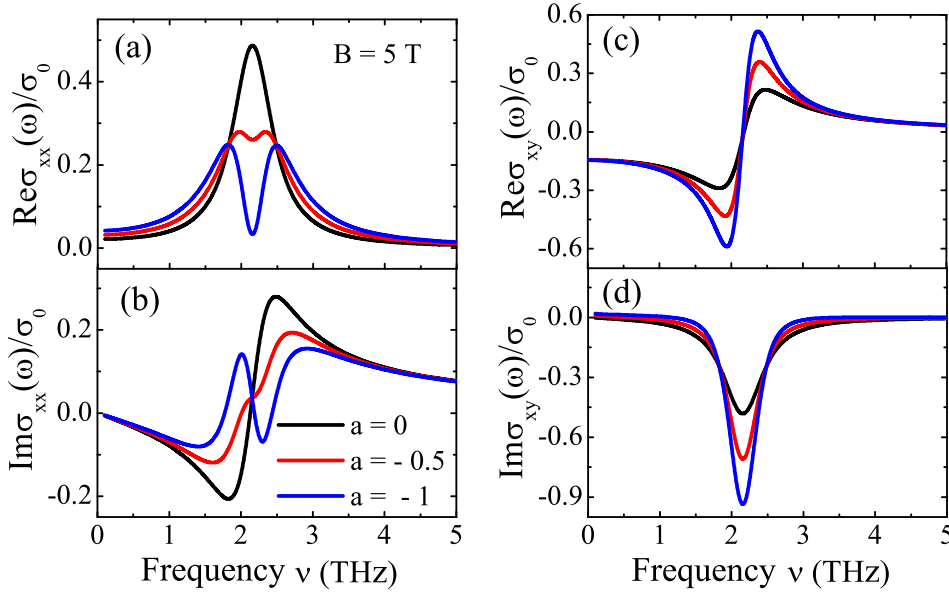 (a)
B = 5 T
Reσxx(ω)/σ0
0.4
0.2
0.0
(b)
Imσxx(ω)/σ0
0.2
0.0
-0.2
a = 0
a = - 0.5
a = - 1
0 1 2 3 4 5
Frequency ν (THz)
(c)
Reσxy(ω)/σ0
0.6
0.3
0.0
-0.3
-0.6
(d)
Imσxy(ω)/σ0
0.0
-0.3
-0.6
-0.9
0 1 2 3 4 5
Frequency ν (THz)